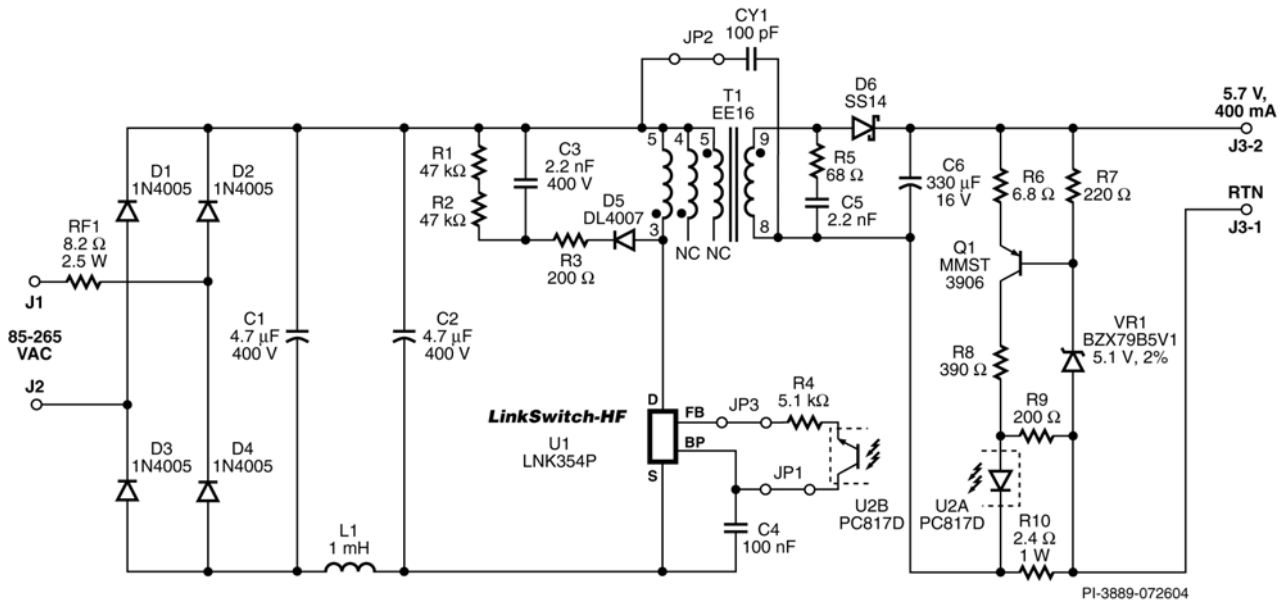 CY1
100 pF
JP2
T1
EE16
D6
SS14
5.7 V,
400 mA
J3-2
5
4
5
9
3
8
NC NC
R1
47 kΩ
R2
47 kΩ
C3
2.2 nF
400 V
D5
DL4007
R3
200 Ω
R5
68 Ω
C5
2.2 nF
C6
330 μF
16 V
R6
6.8 Ω
R7
220 Ω
RTN
J3-1
D1
1N4005
D2
1N4005
RF1
8.2 Ω
2.5 W
J1
85-265
VAC
J2
C1
4.7 μF
400 V
C2
4.7 μF
400 V
Q1
MMST
3906
VR1
BZX79B5V1
5.1 V, 2%
R8
390 Ω
R9
200 Ω
LinkSwitch-HF
U1
LNK354P
D
FB
BP
S
JP3
R4
5.1 kΩ
JP1
U2B
PC817D
U2A
PC817D
C4
100 nF
D3
1N4005
D4
1N4005
L1
1 mH
R10
2.4 Ω
1 W
PI-3889-072604